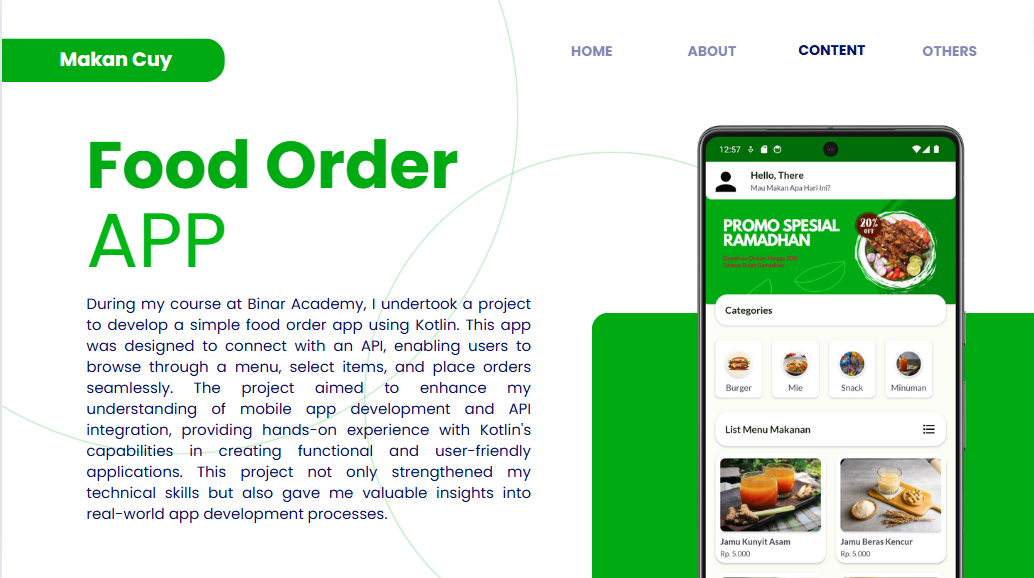 Makan Cuy
HOME
ABOUT
CONTENT
OTHERS
Food Order
APP
During my course at Binar Academy, I undertook a project
to develop a simple food order app using Kotlin. This app
was designed to connect with an API, enabling users to
browse through a menu, select items, and place orders
seamlessly. The project aimed to enhance my
understanding of mobile app development and API
integration, providing hands-on experience with Kotlin's
capabilities in creating functional and user-friendly
applications. This project not only strengthened my
technical skills but also gave me valuable insights into
real-world app development processes.
12:57
Hello, There
Mau Makan Apa Hari Ini?
PROMO SPESIAL
RAMADHAN
20%
OFF
Categories
Burger
Mie
Snack
Minuman
List Menu Makanan
Jamu Kunyit Asam
Rp. 5.000
Jamu Beras Kencur
Rp. 5.000